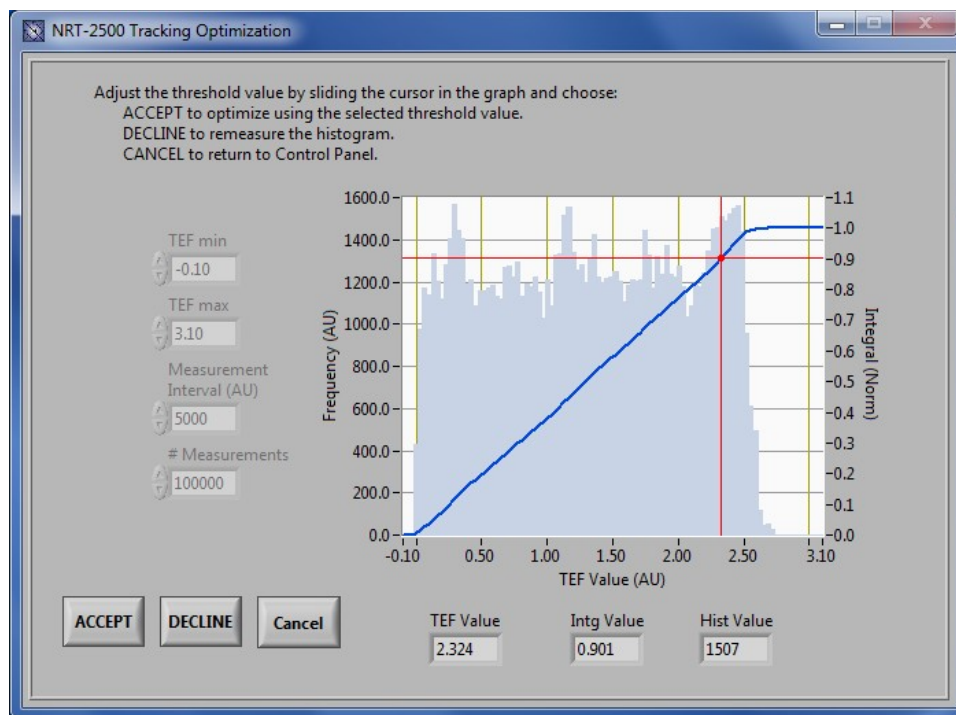 NRT-2500 Tracking Optimization
Adjust the threshold value by sliding the cursor in the graph and choose:
ACCEPT to optimize using the selected threshold value.
DECLINE to remeasure the histogram.
CANCEL to return to Control Panel.
TEF min
-0.10
TEF max
3.10
Measurement
Interval (AU)
5000
# Measurements
100000
Frequency (AU)
1600.0
1400.0
1200.0
1000.0
800.0
600.0
400.0
200.0
0.0
-0.10 0.50 1.00 1.50 2.00 2.50 3.10
TEF Value (AU)
1.1
1.0
0.9
0.8
0.7
0.6
0.5
0.4
0.3
0.2
0.1
0.0
Integral (Norm)
ACCEPT DECLINE Cancel
TEF Value Intg Value Hist Value
2.324 0.901 1507